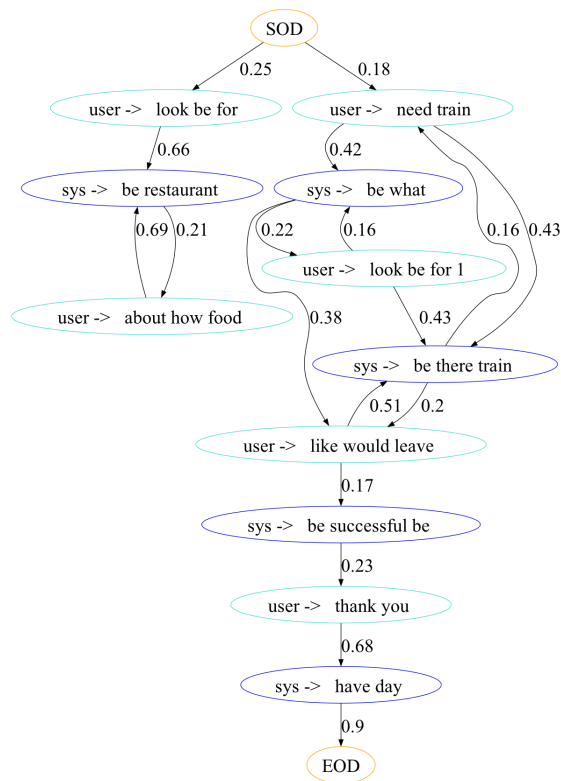 SOD
0.25
0.18
user -> look be for
user -> need train
0.66
0.42
sys -> be restaurant
sys -> be what
0.69
0.21
0.22
0.16
0.16
0.43
user -> look be for 1
user -> about how food
0.38
0.43
sys -> be there train
0.51
0.2
user -> like would leave
0.17
sys -> be successful be
0.23
user -> thank you
0.68
sys -> have day
0.9
EOD